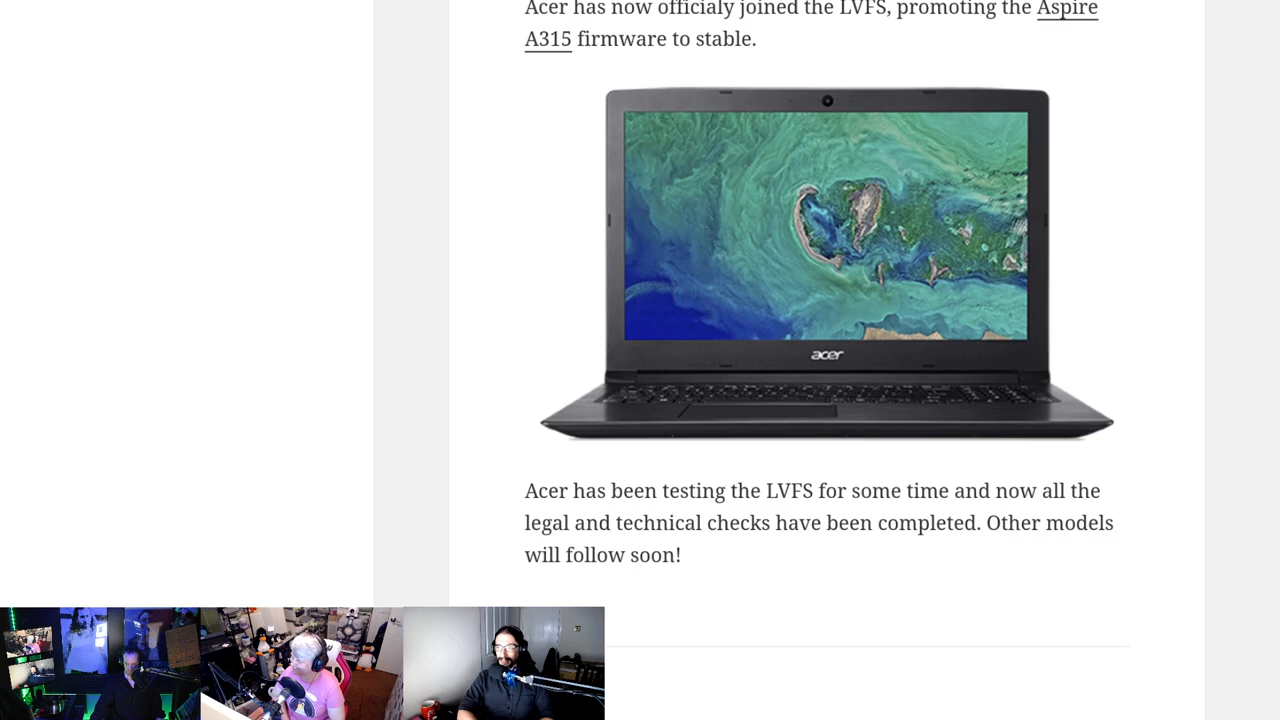 Acer has now officialy joined the LVFS, promoting the Aspire
A315 firmware to stable.
acer
Acer has been testing the LVFS for some time and now all the
legal and technical checks have been completed. Other models
will follow soon!